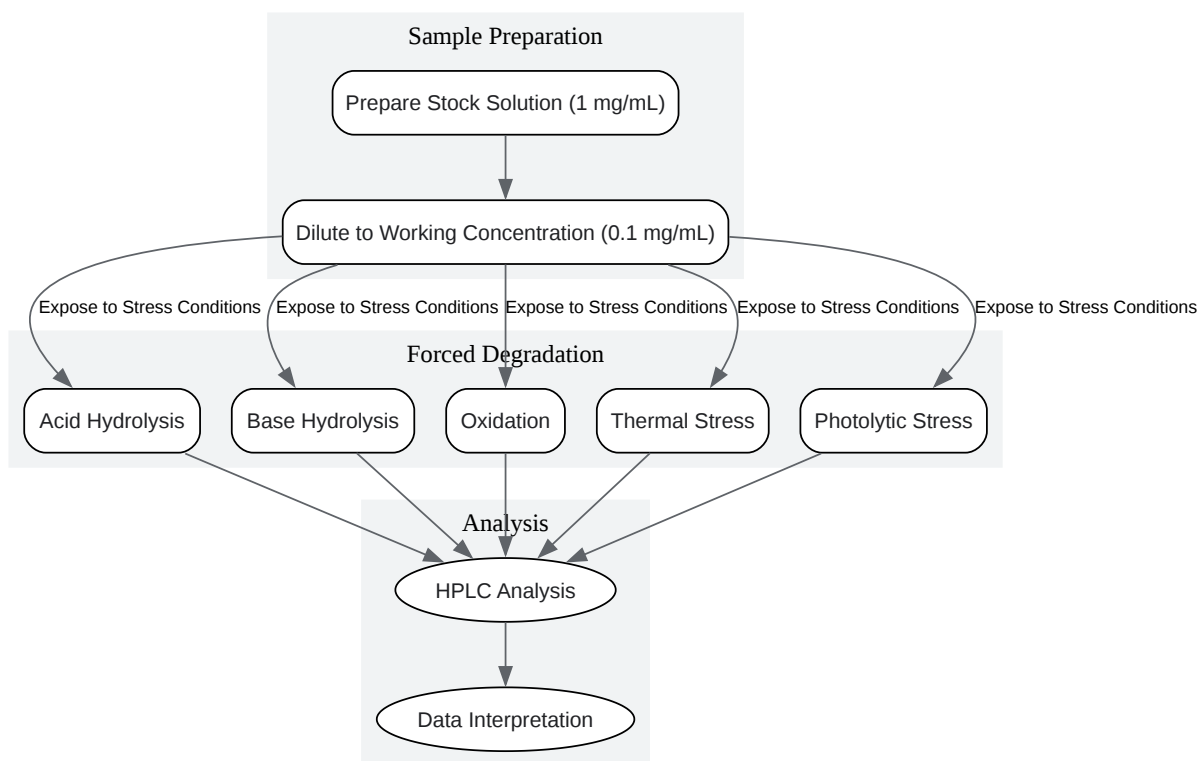 Sample Preparation
Prepare Stock Solution (1 mg/mL)
Dilute to Working Concentration (0.1 mg/mL)
Expose to Stress Conditions
Expose to Stress Conditions
Expose to Stress Conditions
Expose to Stress Conditions
Expose to Stress Conditions
Forced Degradation
Acid Hydrolysis
Base Hydrolysis
Oxidation
Thermal Stress
Photolytic Stress
Analysis
HPLC Analysis
Data Interpretation